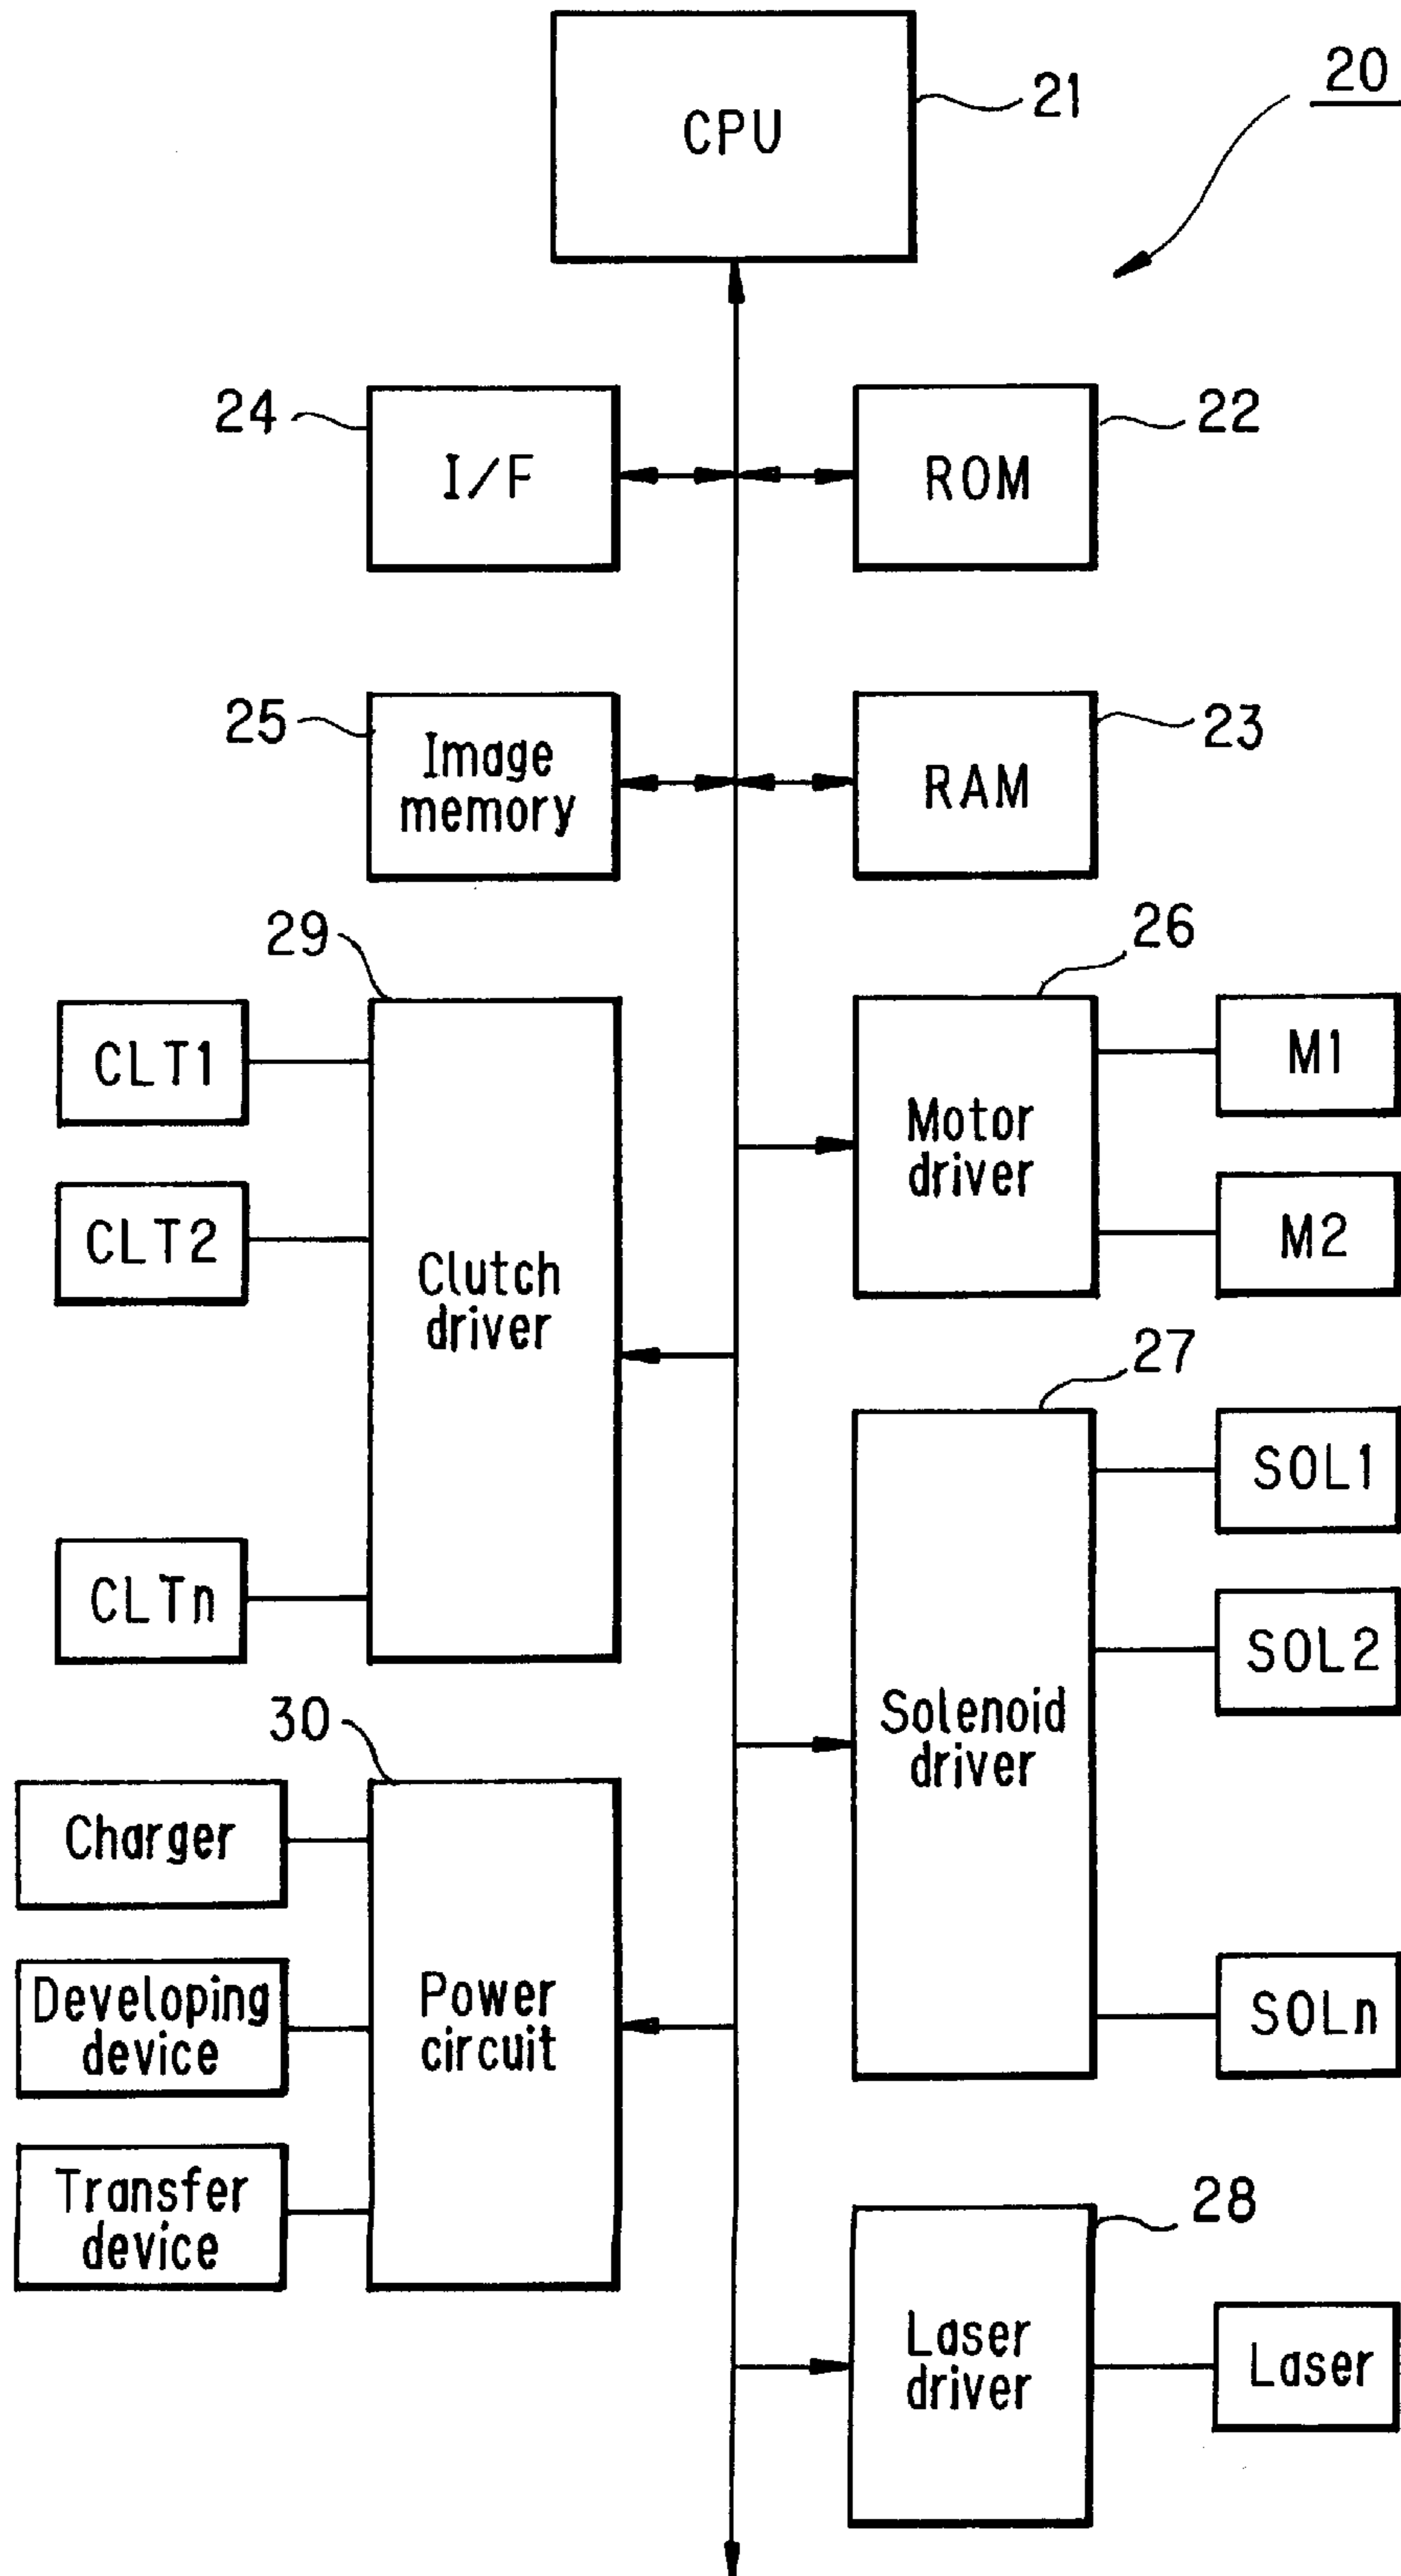 20
CPU
21
24
I/F
22
ROM
25
Image
memory
23
RAM
29
CLT1
CLT2
CLTn
Clutch
driver
26
Motor
driver
M1
M2
27
Solenoid
driver
SOL1
SOL2
SOLn
30
Charger
Developing
device
Transfer
device
Power
circuit
28
Laser
driver
Laser